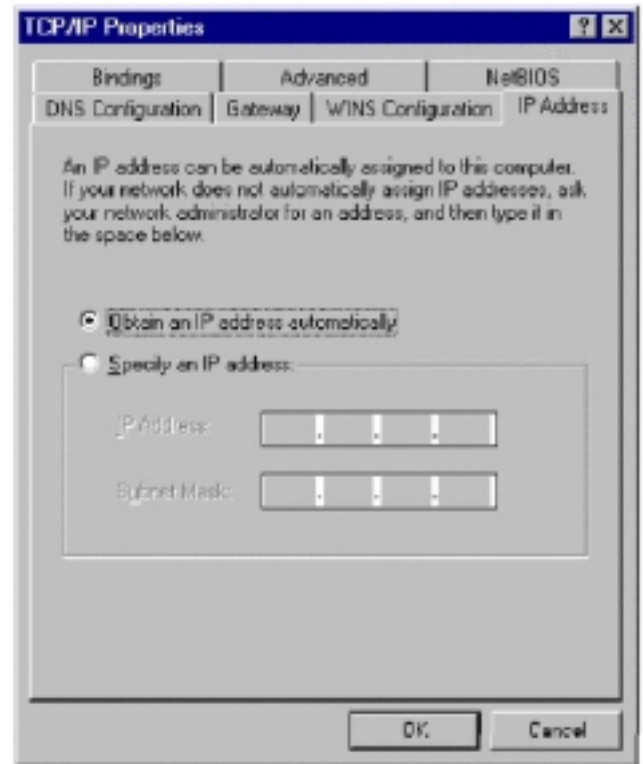 TCP/IP Properties
Bindings Advanced NetBIOS
DNS Configuration Gateway WINS Configuration IP Address
An IP address can be automatically assigned to this computer.
If your network does not automatically assign IP addresses, ask
your network administrator for an address, and then type it in
the space below.
Obtain an IP address automatically
Specify an IP address:
IP Address:
Subnet Mask:
OK Cancel